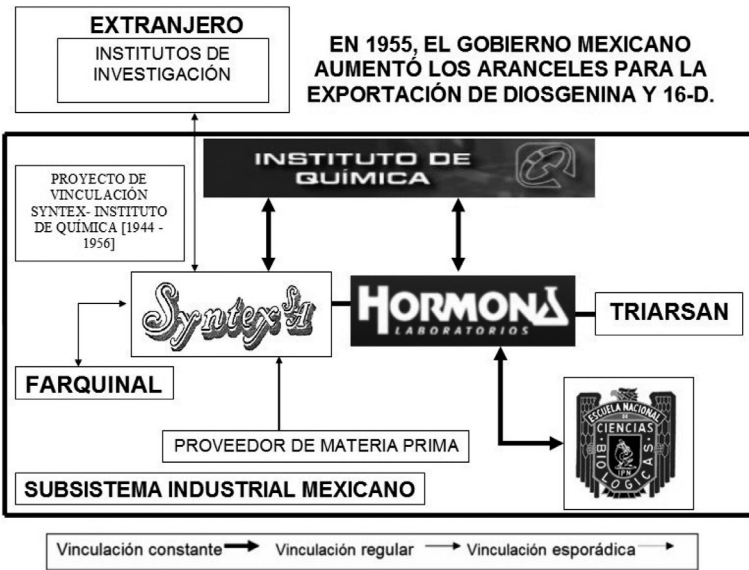 EXTRANJERO
INSTITUTOS DE
INVESTIGACIÓN
EN 1955, EL GOBIERNO MEXICANO
AUMENTÓ LOS ARANCELES PARA LA
EXPORTACIÓN DE DIOSGENINA Y 16-D.
INSTITUTO DE
QUÍMICA
PROYECTO DE
VINCULACIÓN
SYNTEX- INSTITUTO
DE QUÍMICA [1944 -
1956]
Syntex SA
HORMONA
LABORATORIOS
TRIARSAN
FARQUINAL
ESCUELA NACIONAL
DE
CIENCIAS
BIOLOGICAS
IPN
PROVEEDOR DE MATERIA PRIMA
SUBSISTEMA INDUSTRIAL MEXICANO
Vinculación constante Vinculación regular Vinculación esporádica